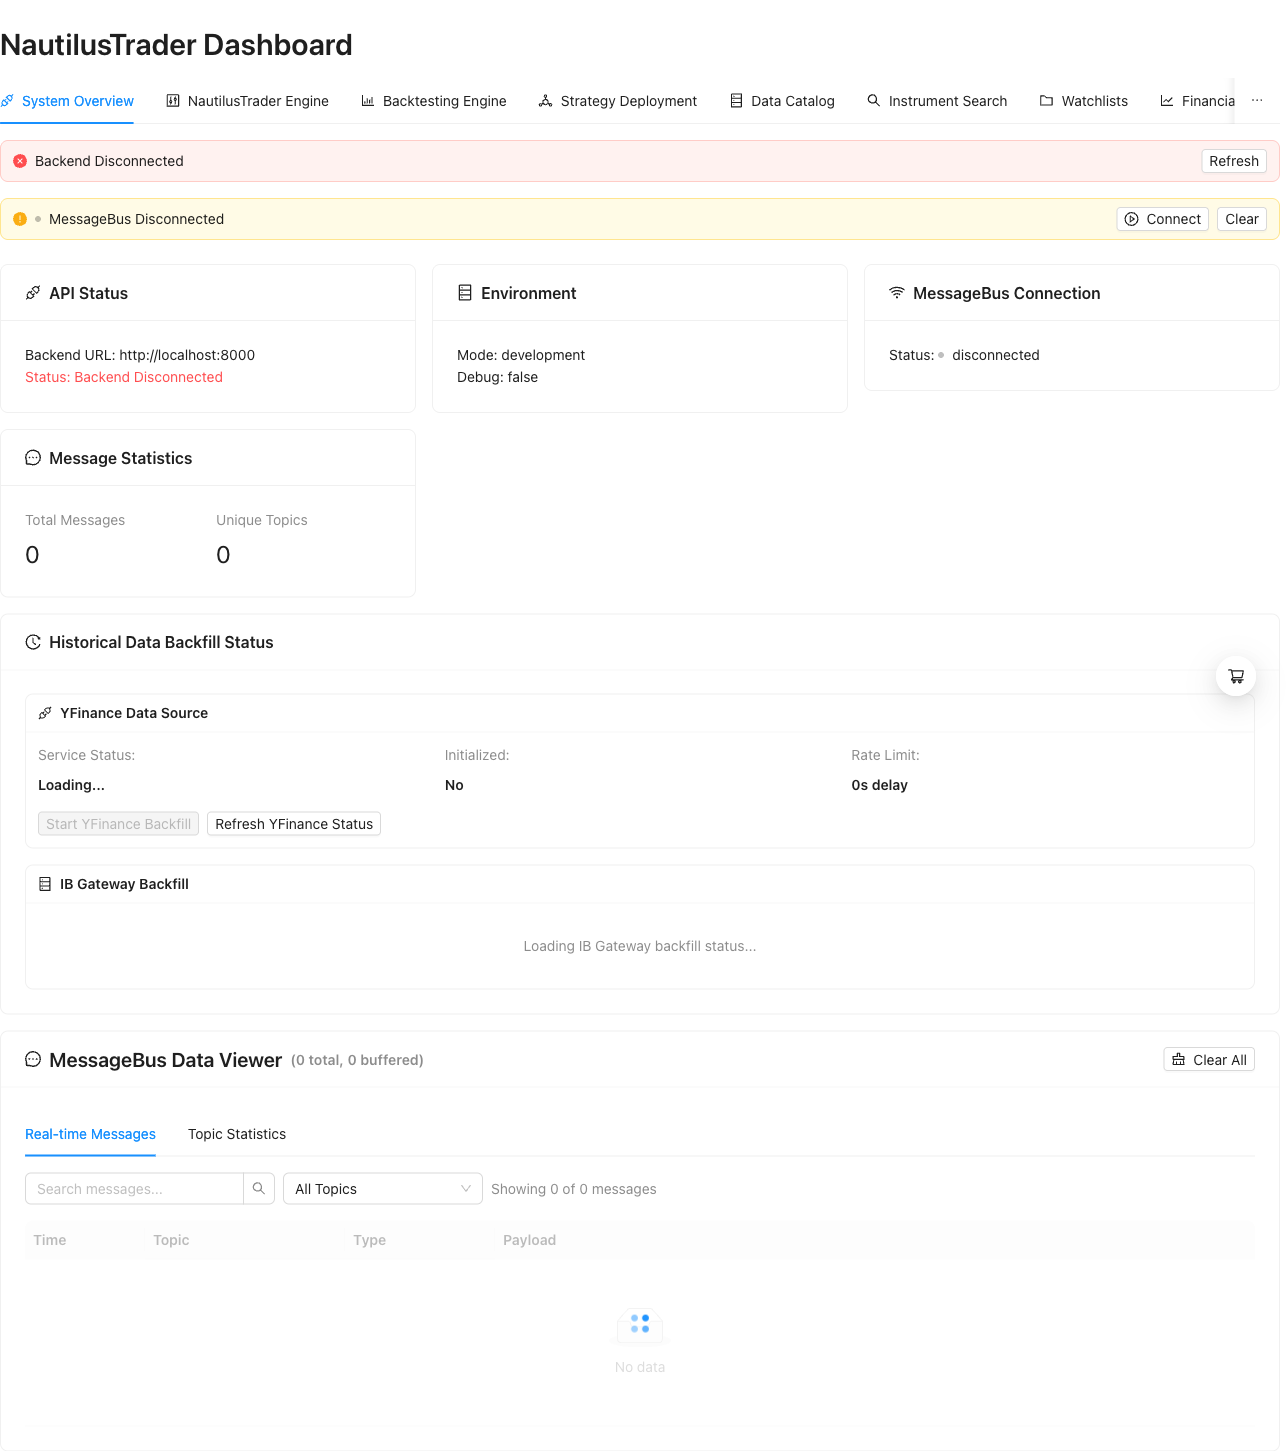 NautilusTrader Dashboard
System Overview NautilusTrader Engine Backtesting Engine Strategy Deployment Data Catalog Instrument Search Watchlists Financia ...
Backend Disconnected Refresh
MessageBus Disconnected Connect Clear
API Status Environment MessageBus Connection
Backend URL: http://localhost:8000 Mode: development Status: disconnected
Status: Backend Disconnected Debug: false
Message Statistics
Total Messages Unique Topics
0 0
Historical Data Backfill Status
YFinance Data Source
Service Status: Initialized: Rate Limit:
Loading... No 0s delay
Start YFinance Backfill Refresh YFinance Status
IB Gateway Backfill
Loading IB Gateway backfill status...
MessageBus Data Viewer (0 total, 0 buffered) Clear All
Real-time Messages Topic Statistics
Search messages... All Topics Showing 0 of 0 messages
Time Topic Type Payload
No data